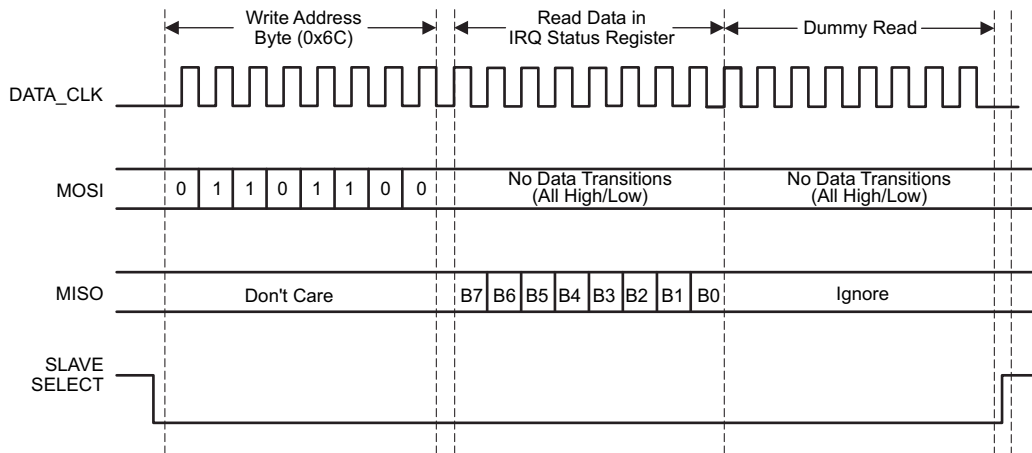 Write Address
Byte (0x6C)
Read Data in
IRQ Status Register
Dummy Read
DATA_CLK
MOSI
0 1 1 0 1 1 0 0
No Data Transitions
(All High/Low)
No Data Transitions
(All High/Low)
MISO
Don't Care
B7 B6 B5 B4 B3 B2 B1 B0
Ignore
SLAVE
SELECT